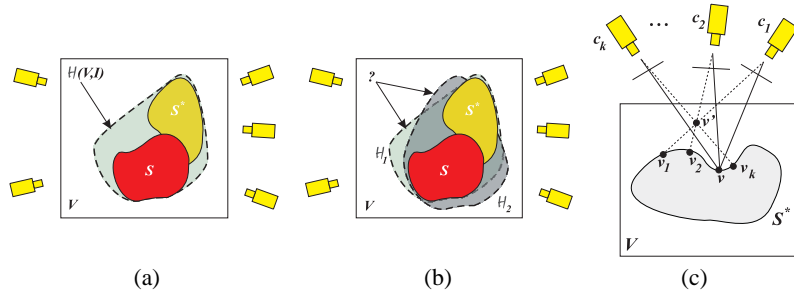 H(V,I)
S*
S
V
(a)
?
S*
H₁
S
V
H₂
(b)
cₖ
...
c₂
c₁
v'
v₁
v₂
v
vₖ
S*
V
(c)